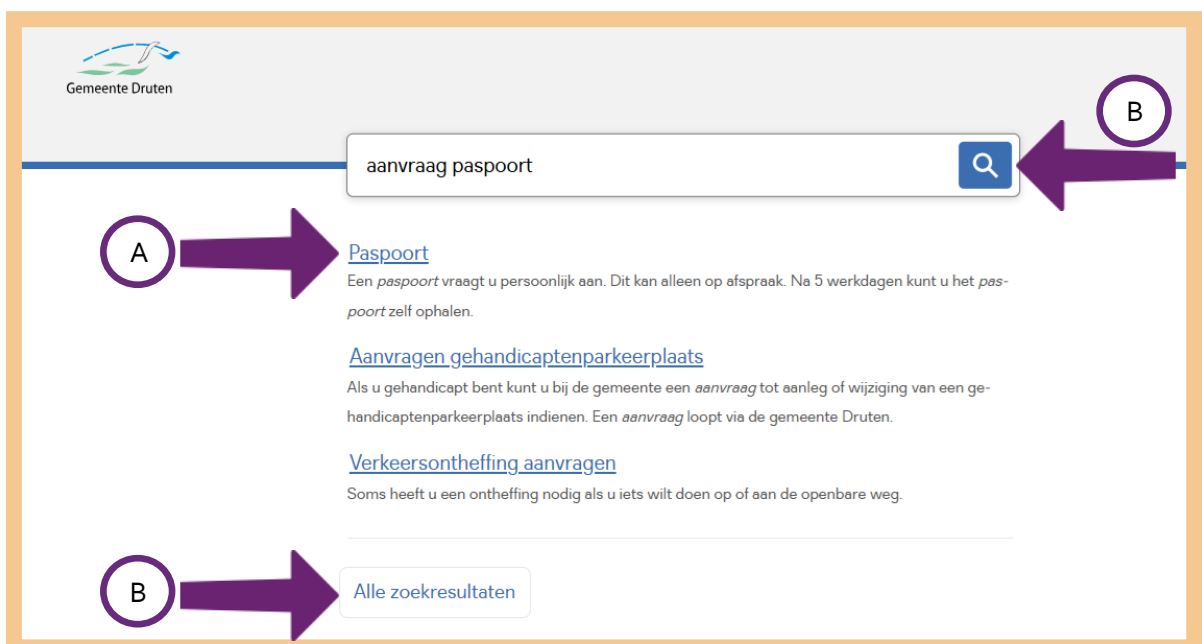 Gemeente Druten
B
aanvraag paspoort
A
Paspoort
Een paspoort vraagt u persoonlijk aan. Dit kan alleen op afspraak. Na 5 werkdagen kunt u het pas-
poort zelf ophalen.
Aanvragen gehandicaptenparkeerplaats
Als u gehandicapt bent kunt u bij de gemeente een aanvraag tot aanleg of wijziging van een ge-
handicaptenparkeerplaats indienen. Een aanvraag loopt via de gemeente Druten.
Verkeersontheffing aanvragen
Soms heeft u een ontheffing nodig als u iets wilt doen op of aan de openbare weg.
B
Alle zoekresultaten